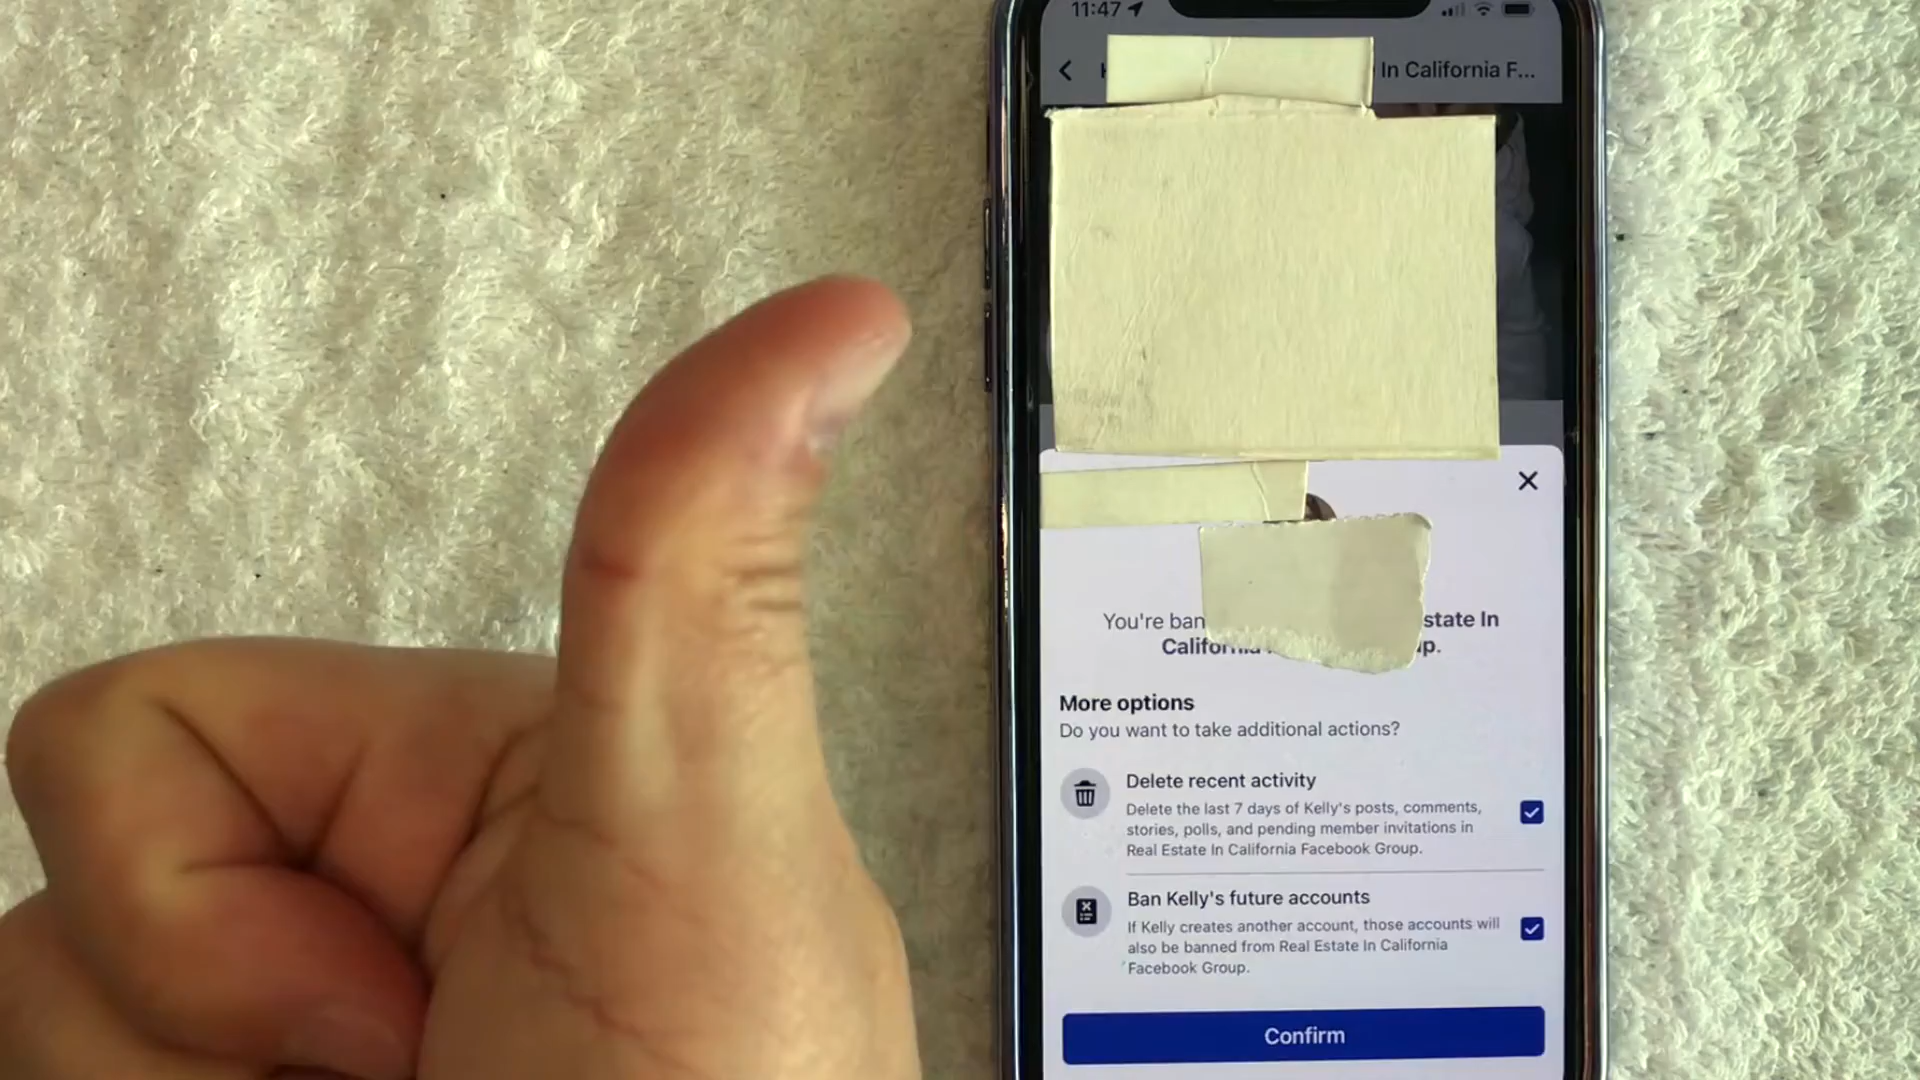 11:47
In California F...
You're ban state In
California p.
More options
Do you want to take additional actions?
Delete recent activity
Delete the last 7 days of Kelly's posts, comments,
stories, polls, and pending member invitations in
Real Estate In California Facebook Group.
Ban Kelly's future accounts
If Kelly creates another account, those accounts will
also be banned from Real Estate In California
Facebook Group.
Confirm